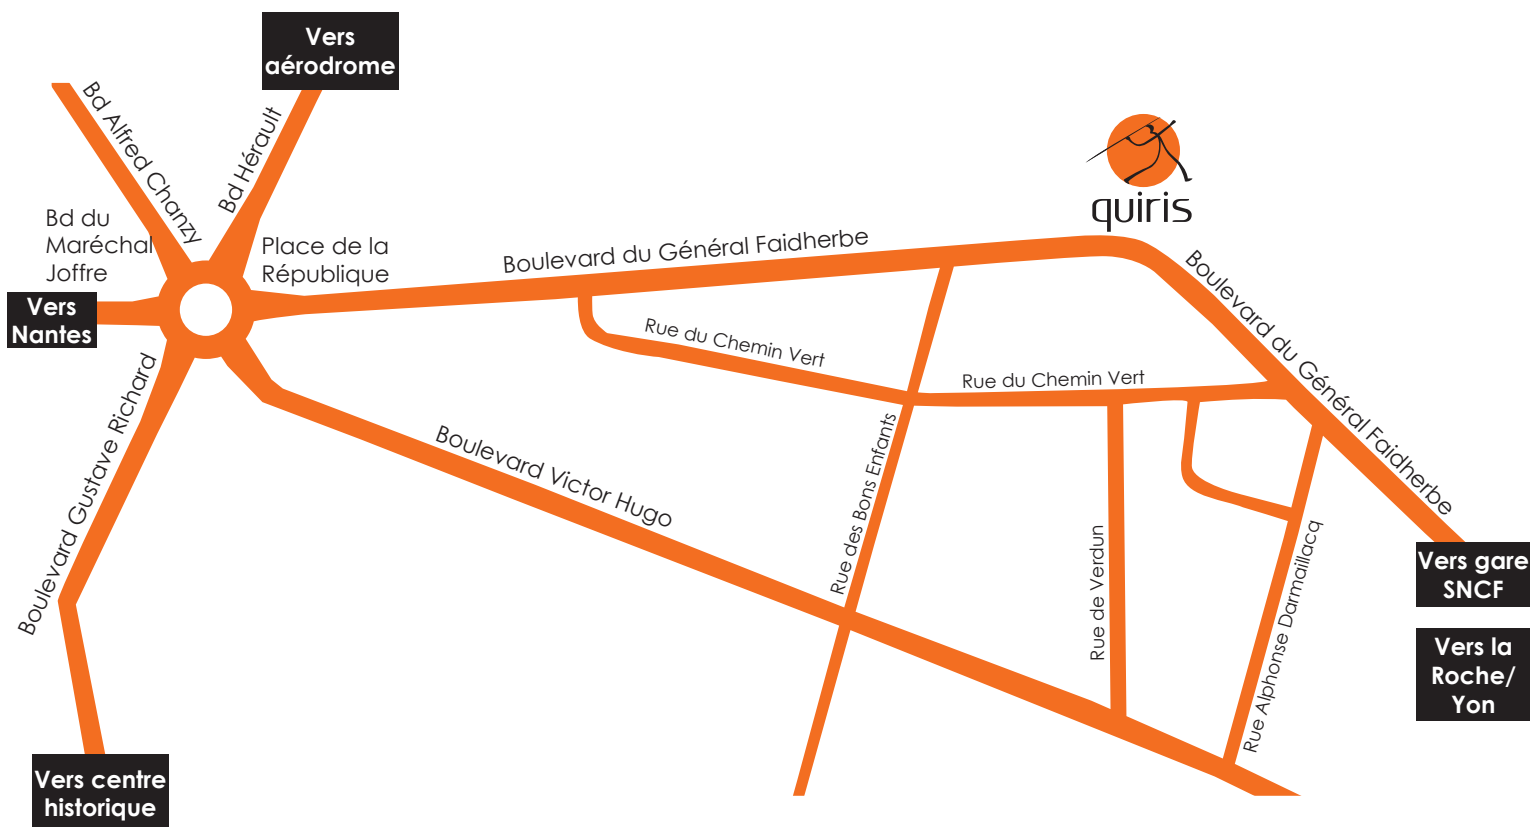 Vers
aérodrome
Bd Alfred Chanzy
Bd Hérault
Bd du
Maréchal
Joffre
Place de la
République
Vers
Nantes
quiris
Boulevard du Général Faidherbe
Boulevard du Général Faidherbe
Rue du Chemin Vert
Rue du Chemin Vert
Boulevard Gustave Richard
Boulevard Victor Hugo
Rue des Bons Enfants
Rue de Verdun
Rue Alphonse Darmaillacq
Vers gare
SNCF
Vers la
Roche/
Yon
Vers centre
historique